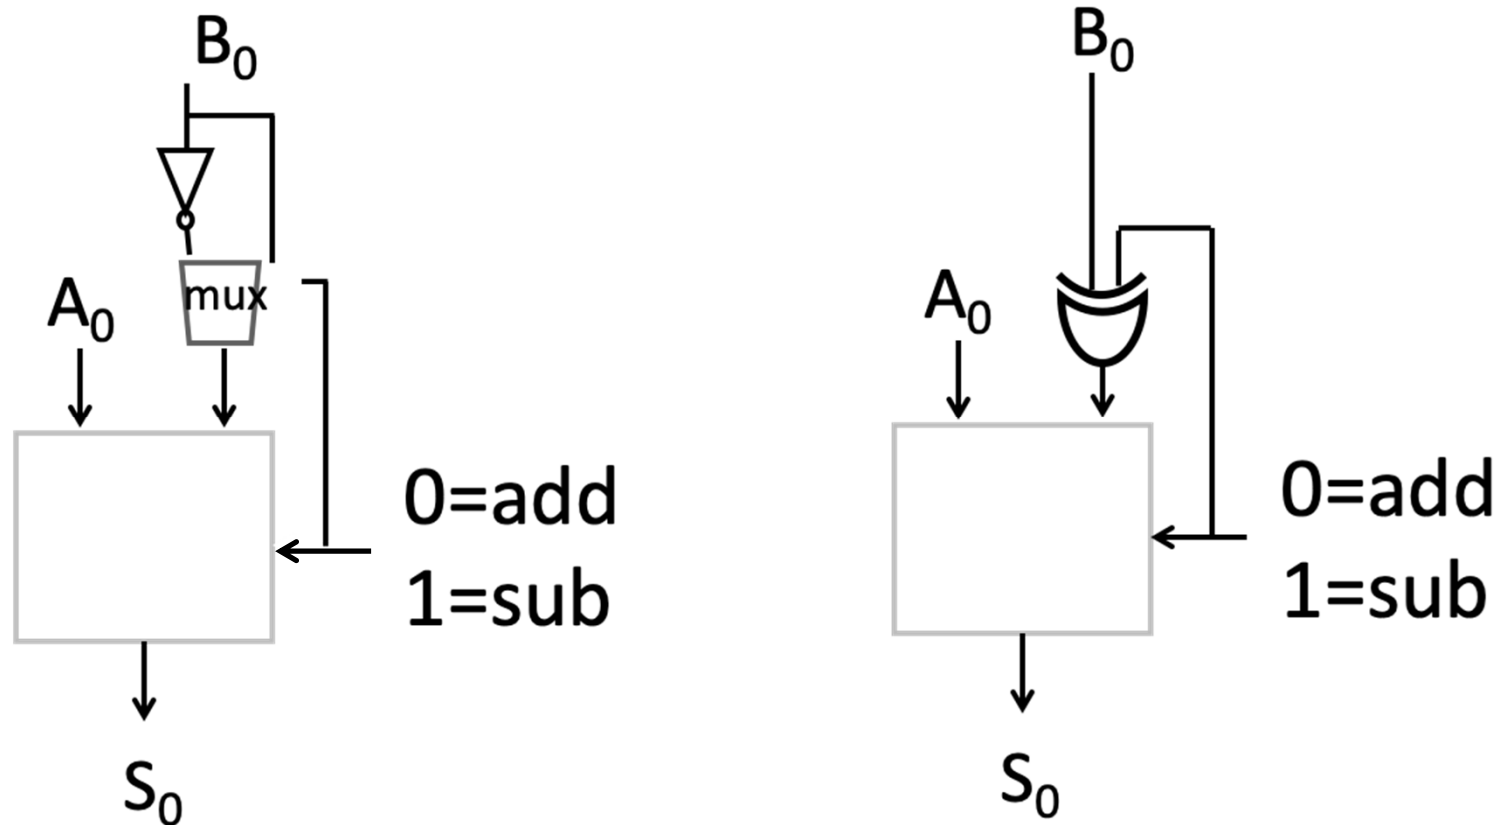 B₀
A₀
mux
0=add
1=sub
S₀
B₀
A₀
0=add
1=sub
S₀